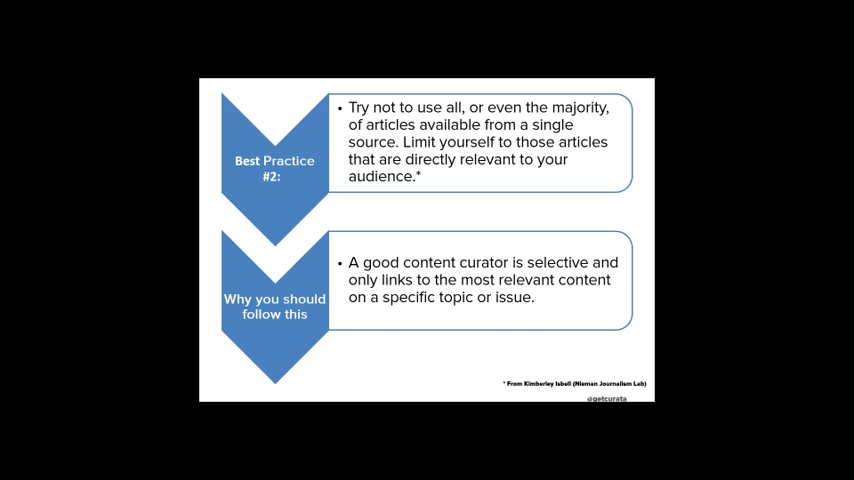 • Try not to use all, or even the majority,
of articles available from a single
source. Limit yourself to those articles
that are directly relevant to your
audience.*
Best Practice
#2:
• A good content curator is selective and
only links to the most relevant content
on a specific topic or issue.
Why you should
follow this
* From Kimberley Isbell (Nieman Journalism Lab)
@getcurata